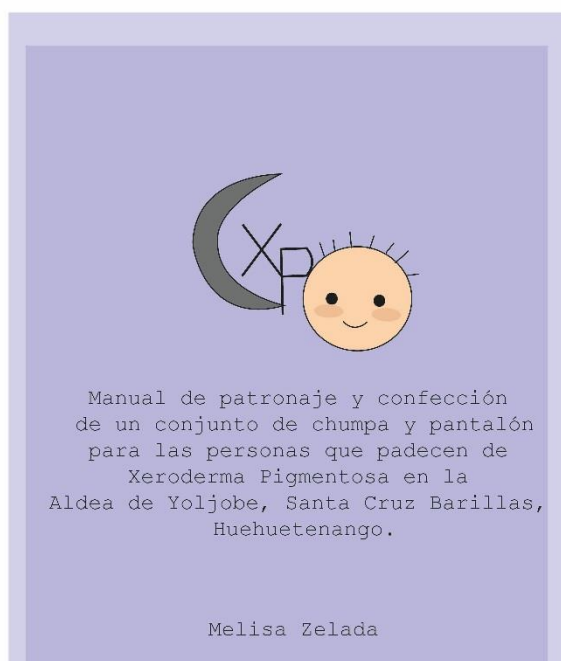 XP
Manual de patronaje y confección
de un conjunto de chumpa y pantalón
para las personas que padecen de
Xeroderma Pigmentosa en la
Aldea de Yoljobe, Santa Cruz Barillas,
Huehuetenango.
Melisa Zelada